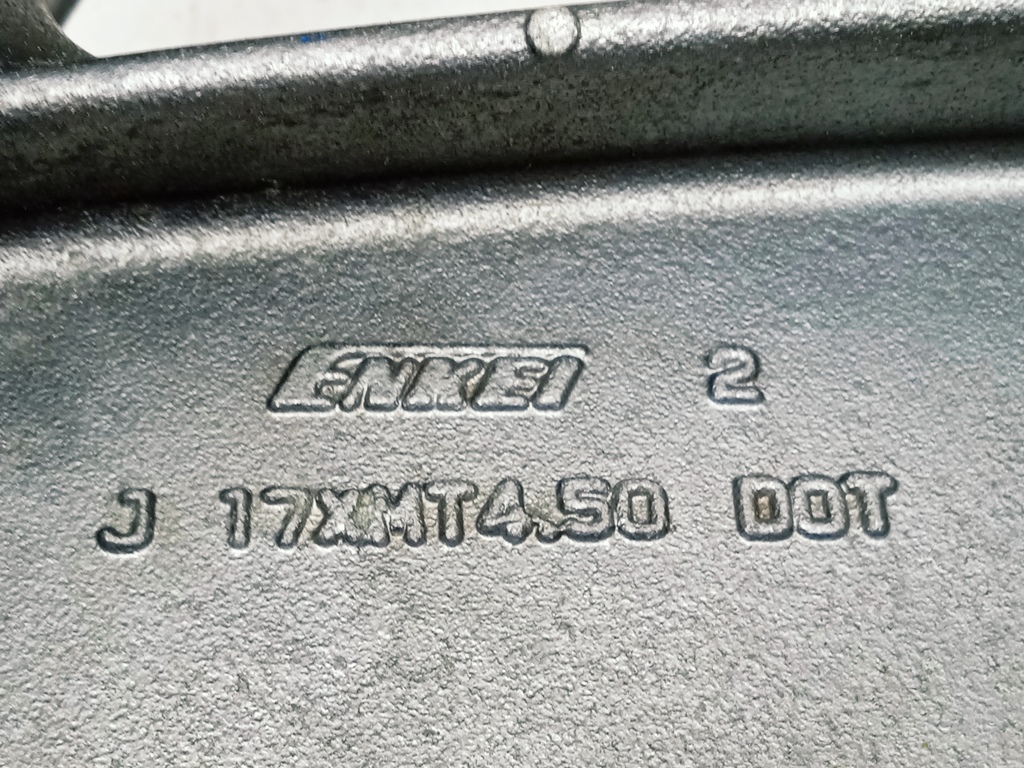 ENKEI 2
J 17XMT4.50 DOT